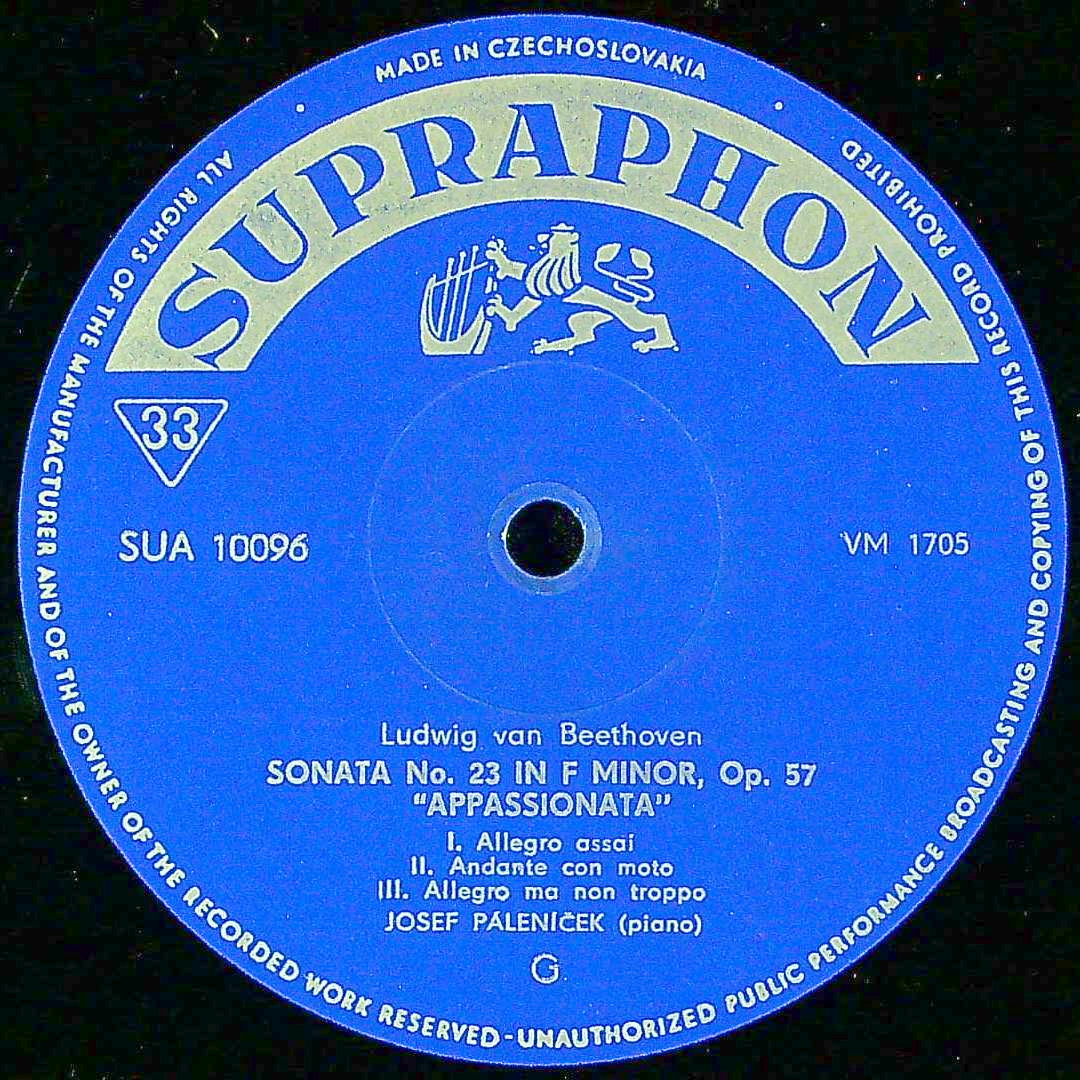 MADE IN CZECHOSLOVAKIA
SUPRAPHON
33
SUA 10096
VM 1705
Ludwig van Beethoven
SONATA No. 23 IN F MINOR, Op. 57
“APPASSIONATA”
I. Allegro assai
II. Andante con moto
III. Allegro ma non troppo
JOSEF PÁLENÍČEK (piano)
G
ALL RIGHTS OF THE MANUFACTURER AND OF THE OWNER OF THE RECORDED WORK RESERVED - UNAUTHORIZED PUBLIC PERFORMANCE BROADCASTING AND COPYING OF THIS RECORD PROHIBITED